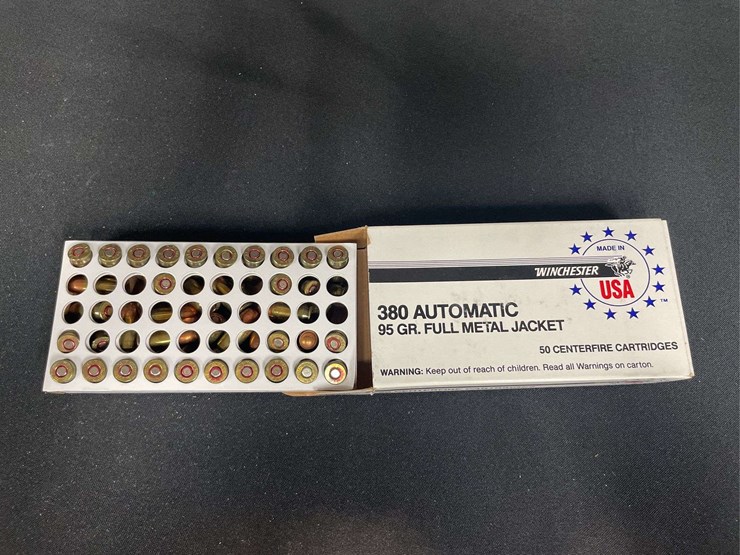 MADE IN
WINCHESTER
USA
TM
380 AUTOMATIC
95 GR. FULL METAL JACKET
50 CENTERFIRE CARTRIDGES
WARNING: Keep out of reach of children. Read all Warnings on carton.